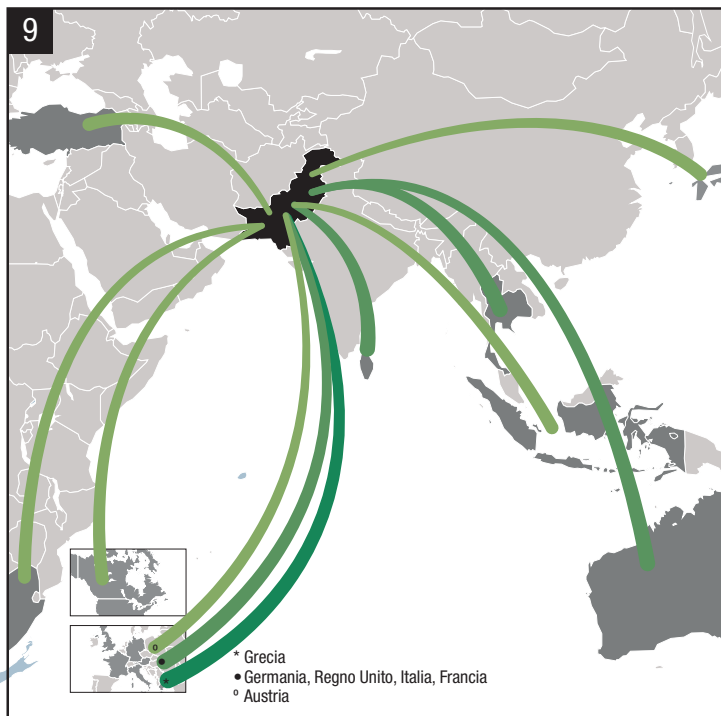 9
o
●
*
* Grecia
● Germania, Regno Unito, Italia, Francia
º Austria